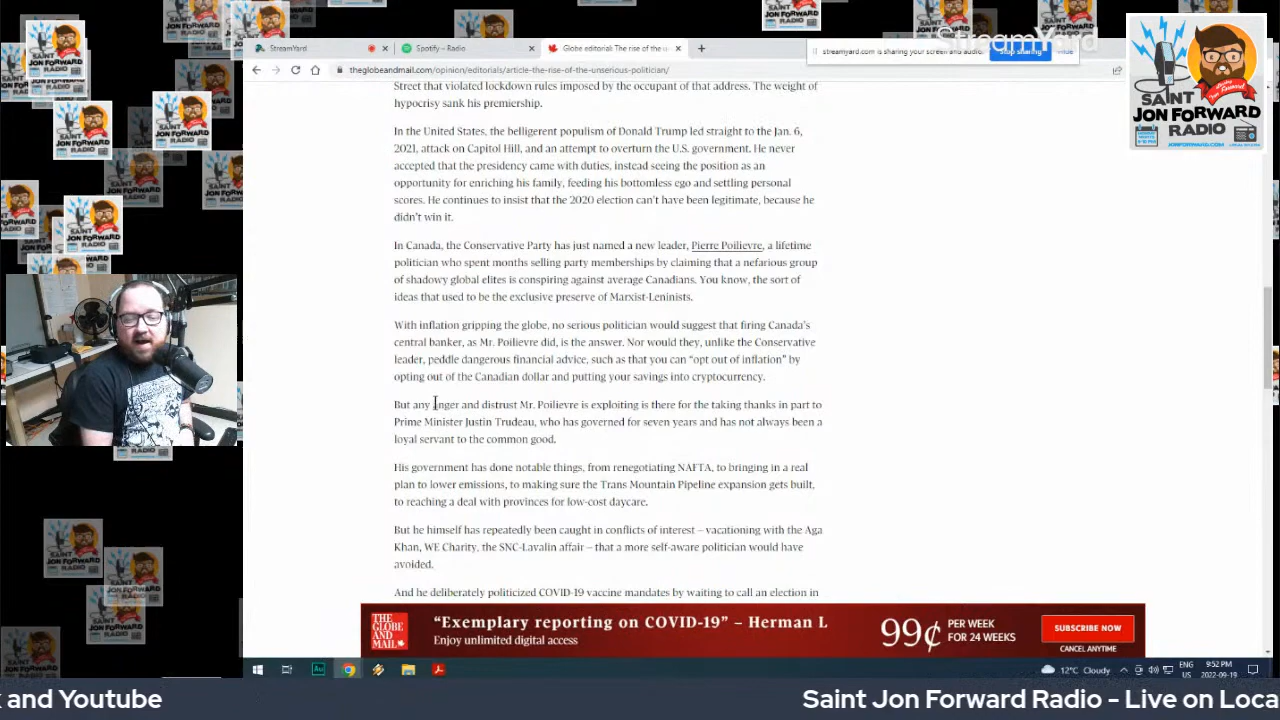 StreamYard
Spotify – Radio
Globe editorial: The rise of the u
streamyard.com is sharing your screen and audio.
Stop sharing
Hide
theglobeandmail.com/opinion/editorials/article-the-rise-of-the-unserious-politician/
SAINT
JON FORWARD
RADIO
JONFORWARD.COM
Street that violated lockdown rules imposed by the occupant of that address. The weight of
hypocrisy sank his premiership.
In the United States, the belligerent populism of Donald Trump led straight to the Jan. 6,
2021, attack on Capitol Hill, and an attempt to overturn the U.S. government. He never
accepted that the presidency came with duties, instead seeing the position as an
opportunity for enriching his family, feeding his bottomless ego and settling personal
scores. He continues to insist that the 2020 election can't have been legitimate, because he
didn't win it.
In Canada, the Conservative Party has just named a new leader, Pierre Poilievre, a lifetime
politician who spent months selling party memberships by claiming that a nefarious group
of shadowy global elites is conspiring against average Canadians. You know, the sort of
ideas that used to be the exclusive preserve of Marxist-Leninists.
With inflation gripping the globe, no serious politician would suggest that firing Canada's
central banker, as Mr. Poilievre did, is the answer. Nor would they, unlike the Conservative
leader, peddle dangerous financial advice, such as that you can "opt out of inflation" by
opting out of the Canadian dollar and putting your savings into cryptocurrency.
But any anger and distrust Mr. Poilievre is exploiting is there for the taking thanks in part to
Prime Minister Justin Trudeau, who has governed for seven years and has not always been a
loyal servant to the common good.
His government has done notable things, from renegotiating NAFTA, to bringing in a real
plan to lower emissions, to making sure the Trans Mountain Pipeline expansion gets built,
to reaching a deal with provinces for low-cost daycare.
But he himself has repeatedly been caught in conflicts of interest – vacationing with the Aga
Khan, WE Charity, the SNC-Lavalin affair – that a more self-aware politician would have
avoided.
And he deliberately politicized COVID-19 vaccine mandates by waiting to call an election in
THE
GLOBE
AND
MAIL
"Exemplary reporting on COVID-19" – Herman L
Enjoy unlimited digital access
99¢ PER WEEK
FOR 24 WEEKS
SUBSCRIBE NOW
CANCEL ANYTIME
12°C Cloudy
ENG
US
9:52 PM
2022-09-19
k and Youtube
Saint Jon Forward Radio - Live on Loca